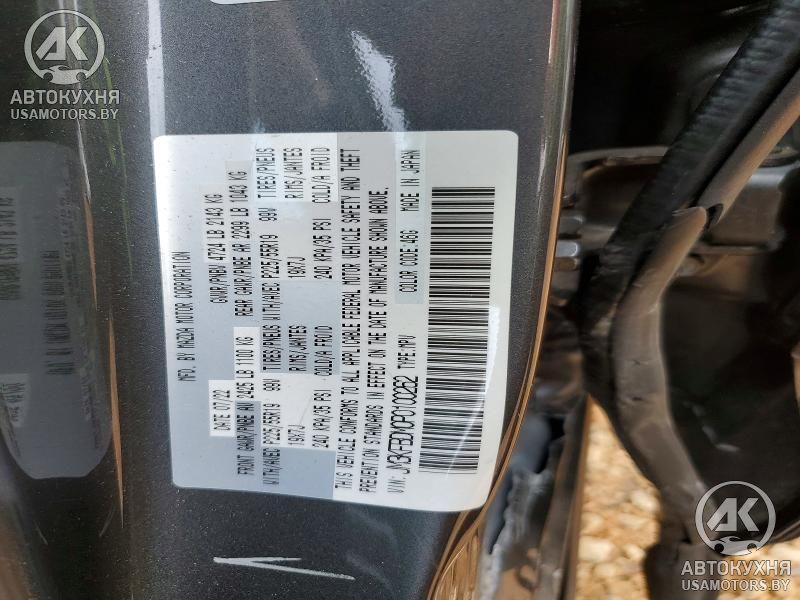 АК
АВТОКУХНЯ
USAMOTORS.BY
MFD. BY MAZDA MOTOR CORPORATION
DATE 07/22 GVWR/PNBV 4724 LB 2143 KG
FRONT GAWR/PNBE AV 2425 LB 1100 KG REAR GAWR/PNBE AR 2299 LB 1043 KG
WITH/AVEC P225/55R19 99V TIRES/PNEUS WITH/AVEC P225/55R19 99V TIRES/PNEUS
19X7J RIMS/JANTES 19X7J RIMS/JANTES
240 KPA/35 PSI COLD/A FROID 240 KPA/35 PSI COLD/A FROID
THIS VEHICLE CONFORMS TO ALL APPLICABLE FEDERAL MOTOR VEHICLE SAFETY AND THEFT
PREVENTION STANDARDS IN EFFECT ON THE DATE OF MANUFACTURE SHOWN ABOVE.
VIN: TYPE:MPV COLOR CODE:46G MADE IN JAPAN
АК
АВТОКУХНЯ
USAMOTORS.BY